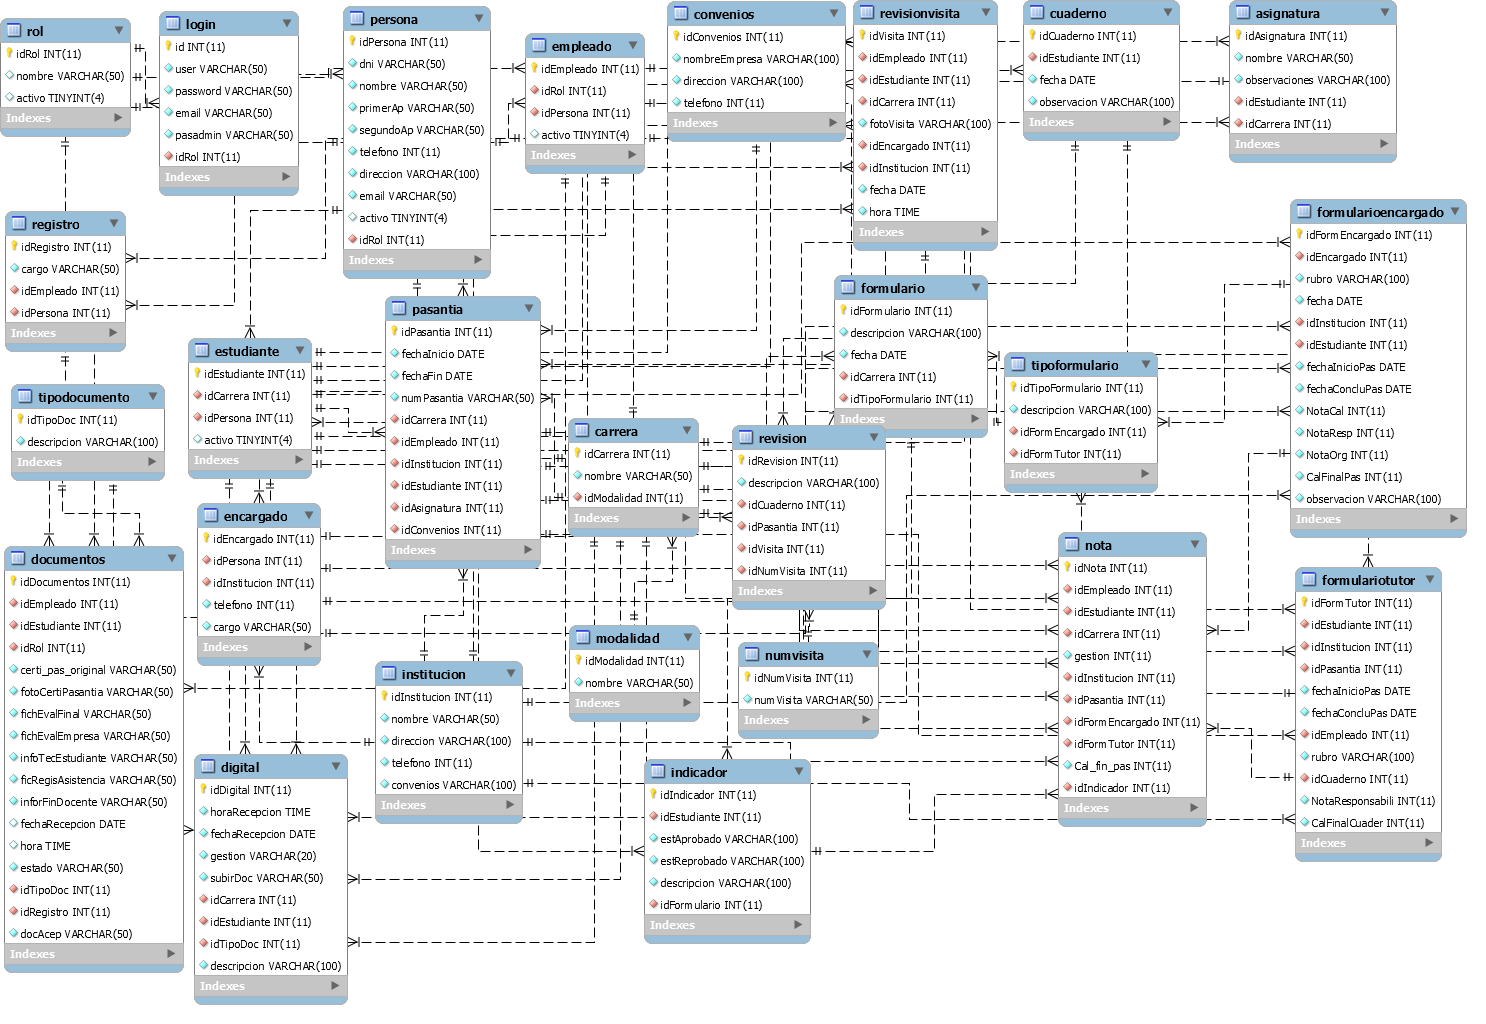 rol
idRol INT(11)
nombre VARCHAR(50)
activo TINYINT(4)
Indexes
login
id INT(11)
user VARCHAR(50)
password VARCHAR(50)
email VARCHAR(50)
pasadmin VARCHAR(50)
idRol INT(11)
Indexes
persona
idPersona INT(11)
dni VARCHAR(50)
nombre VARCHAR(50)
primerAp VARCHAR(50)
segundoAp VARCHAR(50)
telefono INT(11)
direccion VARCHAR(100)
email VARCHAR(50)
activo TINYINT(4)
idRol INT(11)
Indexes
empleado
idEmpleado INT(11)
idRol INT(11)
idPersona INT(11)
activo TINYINT(4)
Indexes
convenios
idConvenios INT(11)
nombreEmpresa VARCHAR(100)
direccion VARCHAR(100)
telefono INT(11)
Indexes
revisionvisita
idVisita INT(11)
idEmpleado INT(11)
idEstudiante INT(11)
idCarrera INT(11)
fotoVisita VARCHAR(100)
idEncargado INT(11)
idInstitucion INT(11)
fecha DATE
hora TIME
Indexes
cuaderno
idCuaderno INT(11)
idEstudiante INT(11)
fecha DATE
observacion VARCHAR(100)
Indexes
asignatura
idAsignatura INT(11)
nombre VARCHAR(50)
observaciones VARCHAR(100)
idEstudiante INT(11)
idCarrera INT(11)
Indexes
registro
idRegistro INT(11)
cargo VARCHAR(50)
idEmpleado INT(11)
idPersona INT(11)
Indexes
formularioencargado
idFormEncargado INT(11)
idEncargado INT(11)
rubro VARCHAR(100)
fecha DATE
idInstitucion INT(11)
idEstudiante INT(11)
fechaInicioPas DATE
fechaConcluPas DATE
NotaCal INT(11)
NotaResp INT(11)
NotaOrg INT(11)
CalFinalPas INT(11)
observacion VARCHAR(100)
Indexes
formulario
idFormulario INT(11)
descripcion VARCHAR(100)
fecha DATE
idCarrera INT(11)
idTipoFormulario INT(11)
Indexes
pasantia
idPasantia INT(11)
fechaInicio DATE
fechaFin DATE
numPasantia VARCHAR(50)
idCarrera INT(11)
idEmpleado INT(11)
idInstitucion INT(11)
idEstudiante INT(11)
idAsignatura INT(11)
idConvenios INT(11)
Indexes
estudiante
idEstudiante INT(11)
idCarrera INT(11)
idPersona INT(11)
activo TINYINT(4)
Indexes
tipoformulario
idTipoFormulario INT(11)
descripcion VARCHAR(100)
idFormEncargado INT(11)
idFormTutor INT(11)
Indexes
tipodocumento
idTipoDoc INT(11)
descripcion VARCHAR(100)
Indexes
carrera
idCarrera INT(11)
nombre VARCHAR(50)
idModalidad INT(11)
Indexes
revision
idRevision INT(11)
descripcion VARCHAR(100)
idCuaderno INT(11)
idPasantia INT(11)
idVisita INT(11)
idNumVisita INT(11)
Indexes
encargado
idEncargado INT(11)
idPersona INT(11)
idInstitucion INT(11)
telefono INT(11)
cargo VARCHAR(50)
Indexes
nota
idNota INT(11)
idEmpleado INT(11)
idEstudiante INT(11)
idCarrera INT(11)
gestion INT(11)
idInstitucion INT(11)
idPasantia INT(11)
idFormEncargado INT(11)
idFormTutor INT(11)
Cal_fin_pas INT(11)
idIndicador INT(11)
Indexes
documentos
idDocumentos INT(11)
idEmpleado INT(11)
idEstudiante INT(11)
idRol INT(11)
certi_pas_original VARCHAR(50)
fotoCertiPasantia VARCHAR(50)
fichEvalFinal VARCHAR(50)
fichEvalEmpresa VARCHAR(50)
infoTecEstudiante VARCHAR(50)
ficRegisAsistencia VARCHAR(50)
inforFinDocente VARCHAR(50)
fechaRecepcion DATE
hora TIME
estado VARCHAR(50)
idTipoDoc INT(11)
idRegistro INT(11)
docAcep VARCHAR(50)
Indexes
formulariotutor
idFormTutor INT(11)
idEstudiante INT(11)
idInstitucion INT(11)
idPasantia INT(11)
fechaInicioPas DATE
fechaConcluPas DATE
idEmpleado INT(11)
rubro VARCHAR(100)
idCuaderno INT(11)
NotaResponsabili INT(11)
CalFinalCuader INT(11)
Indexes
modalidad
idModalidad INT(11)
nombre VARCHAR(50)
Indexes
numvisita
idNumVisita INT(11)
numVisita VARCHAR(50)
Indexes
institucion
idInstitucion INT(11)
nombre VARCHAR(50)
direccion VARCHAR(100)
telefono INT(11)
convenios VARCHAR(100)
Indexes
digital
idDigital INT(11)
horaRecepcion TIME
fechaRecepcion DATE
gestion VARCHAR(20)
subirDoc VARCHAR(50)
idCarrera INT(11)
idEstudiante INT(11)
idTipoDoc INT(11)
descripcion VARCHAR(100)
Indexes
indicador
idIndicador INT(11)
idEstudiante INT(11)
estAprobado VARCHAR(100)
estReprobado VARCHAR(100)
descripcion VARCHAR(100)
idFormulario INT(11)
Indexes